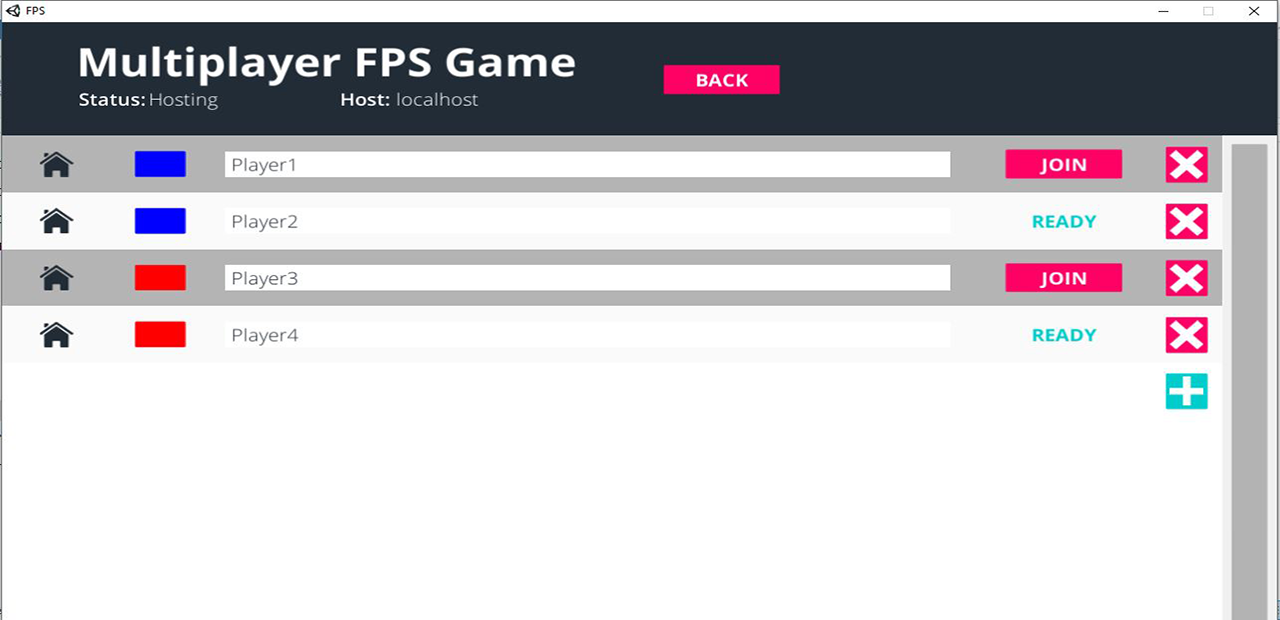 FPS
Multiplayer FPS Game
BACK
Status: Hosting Host: localhost
Player1 JOIN
Player2 READY
Player3 JOIN
Player4 READY